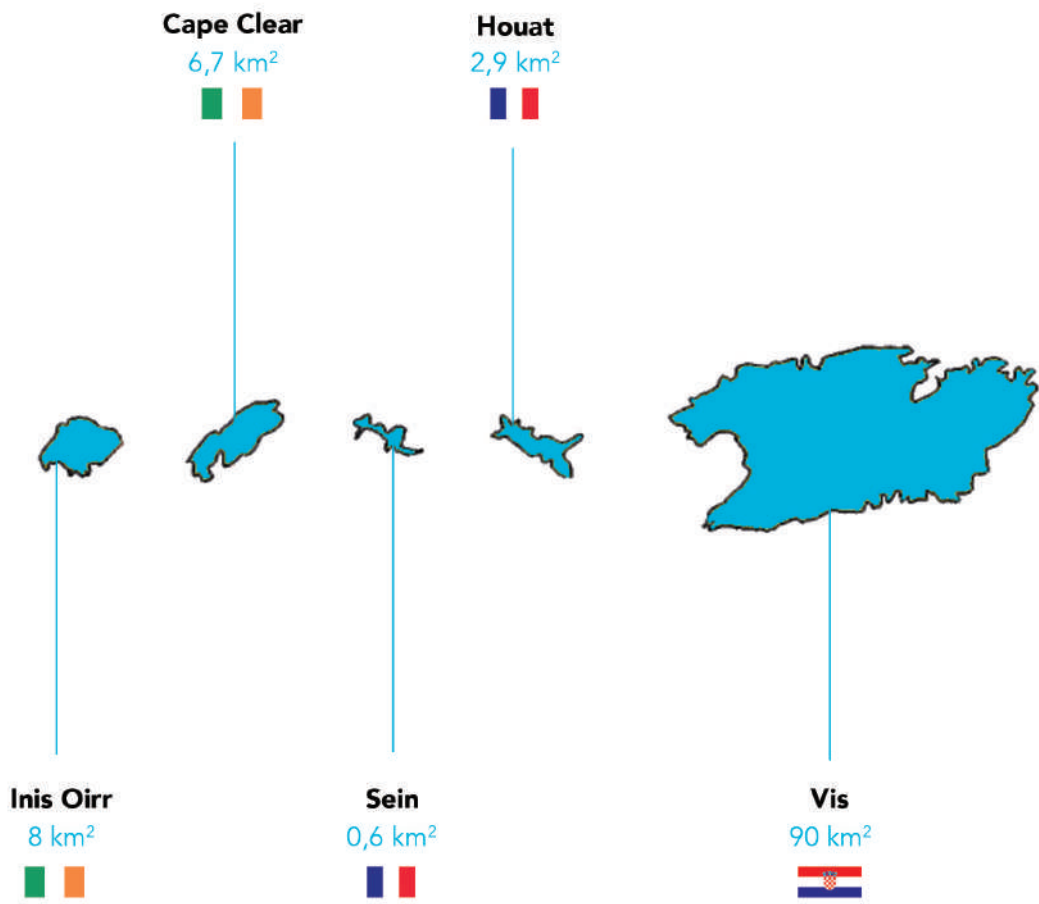 Cape Clear
6,7 km²
Houat
2,9 km²
Inis Oirr
8 km²
Sein
0,6 km²
Vis
90 km²